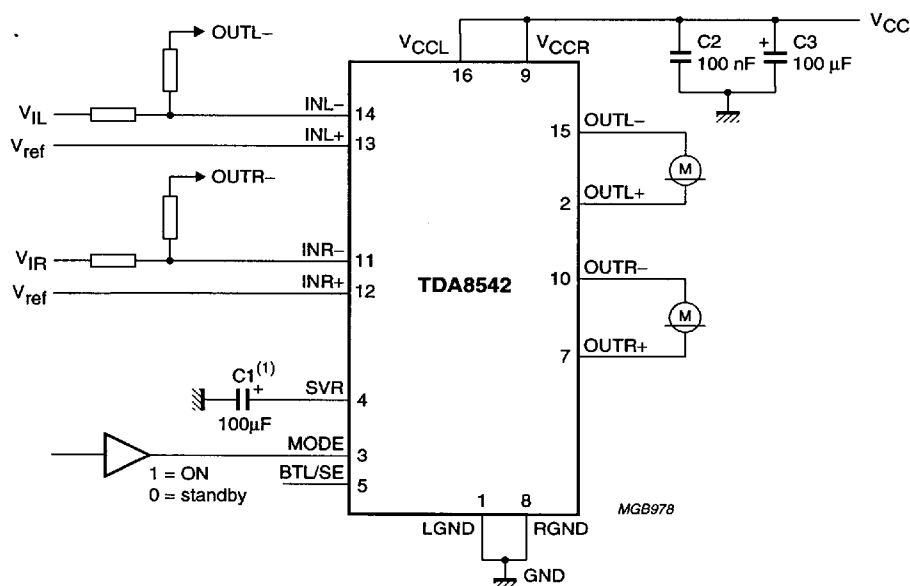 OUTL−
V_IL
INL−
14
V_ref
INL+
13
OUTR−
V_IR
INR−
11
V_ref
INR+
12
C1(1)
+
100µF
SVR
4
MODE
3
1 = ON
0 = standby
BTL/SE
5
V_CCL
16
V_CCR
9
C2
100 nF
+
C3
100 µF
V_CC
TDA8542
15
OUTL−
M
2
OUTL+
10
OUTR−
M
7
OUTR+
1
8
LGND
RGND
GND
MGB978